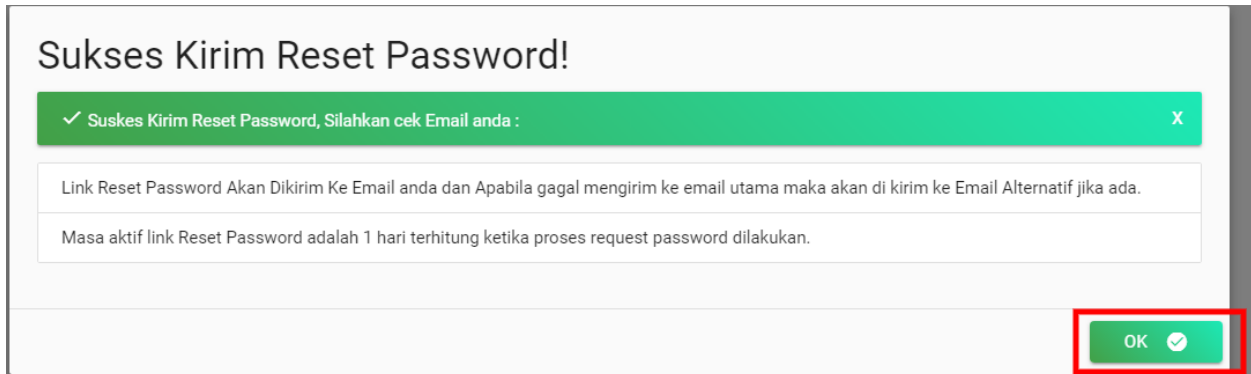 Sukses Kirim Reset Password!
Suskes Kirim Reset Password, Silahkan cek Email anda :
X
Link Reset Password Akan Dikirim Ke Email anda dan Apabila gagal mengirim ke email utama maka akan di kirim ke Email Alternatif jika ada.
Masa aktif link Reset Password adalah 1 hari terhitung ketika proses request password dilakukan.
OK